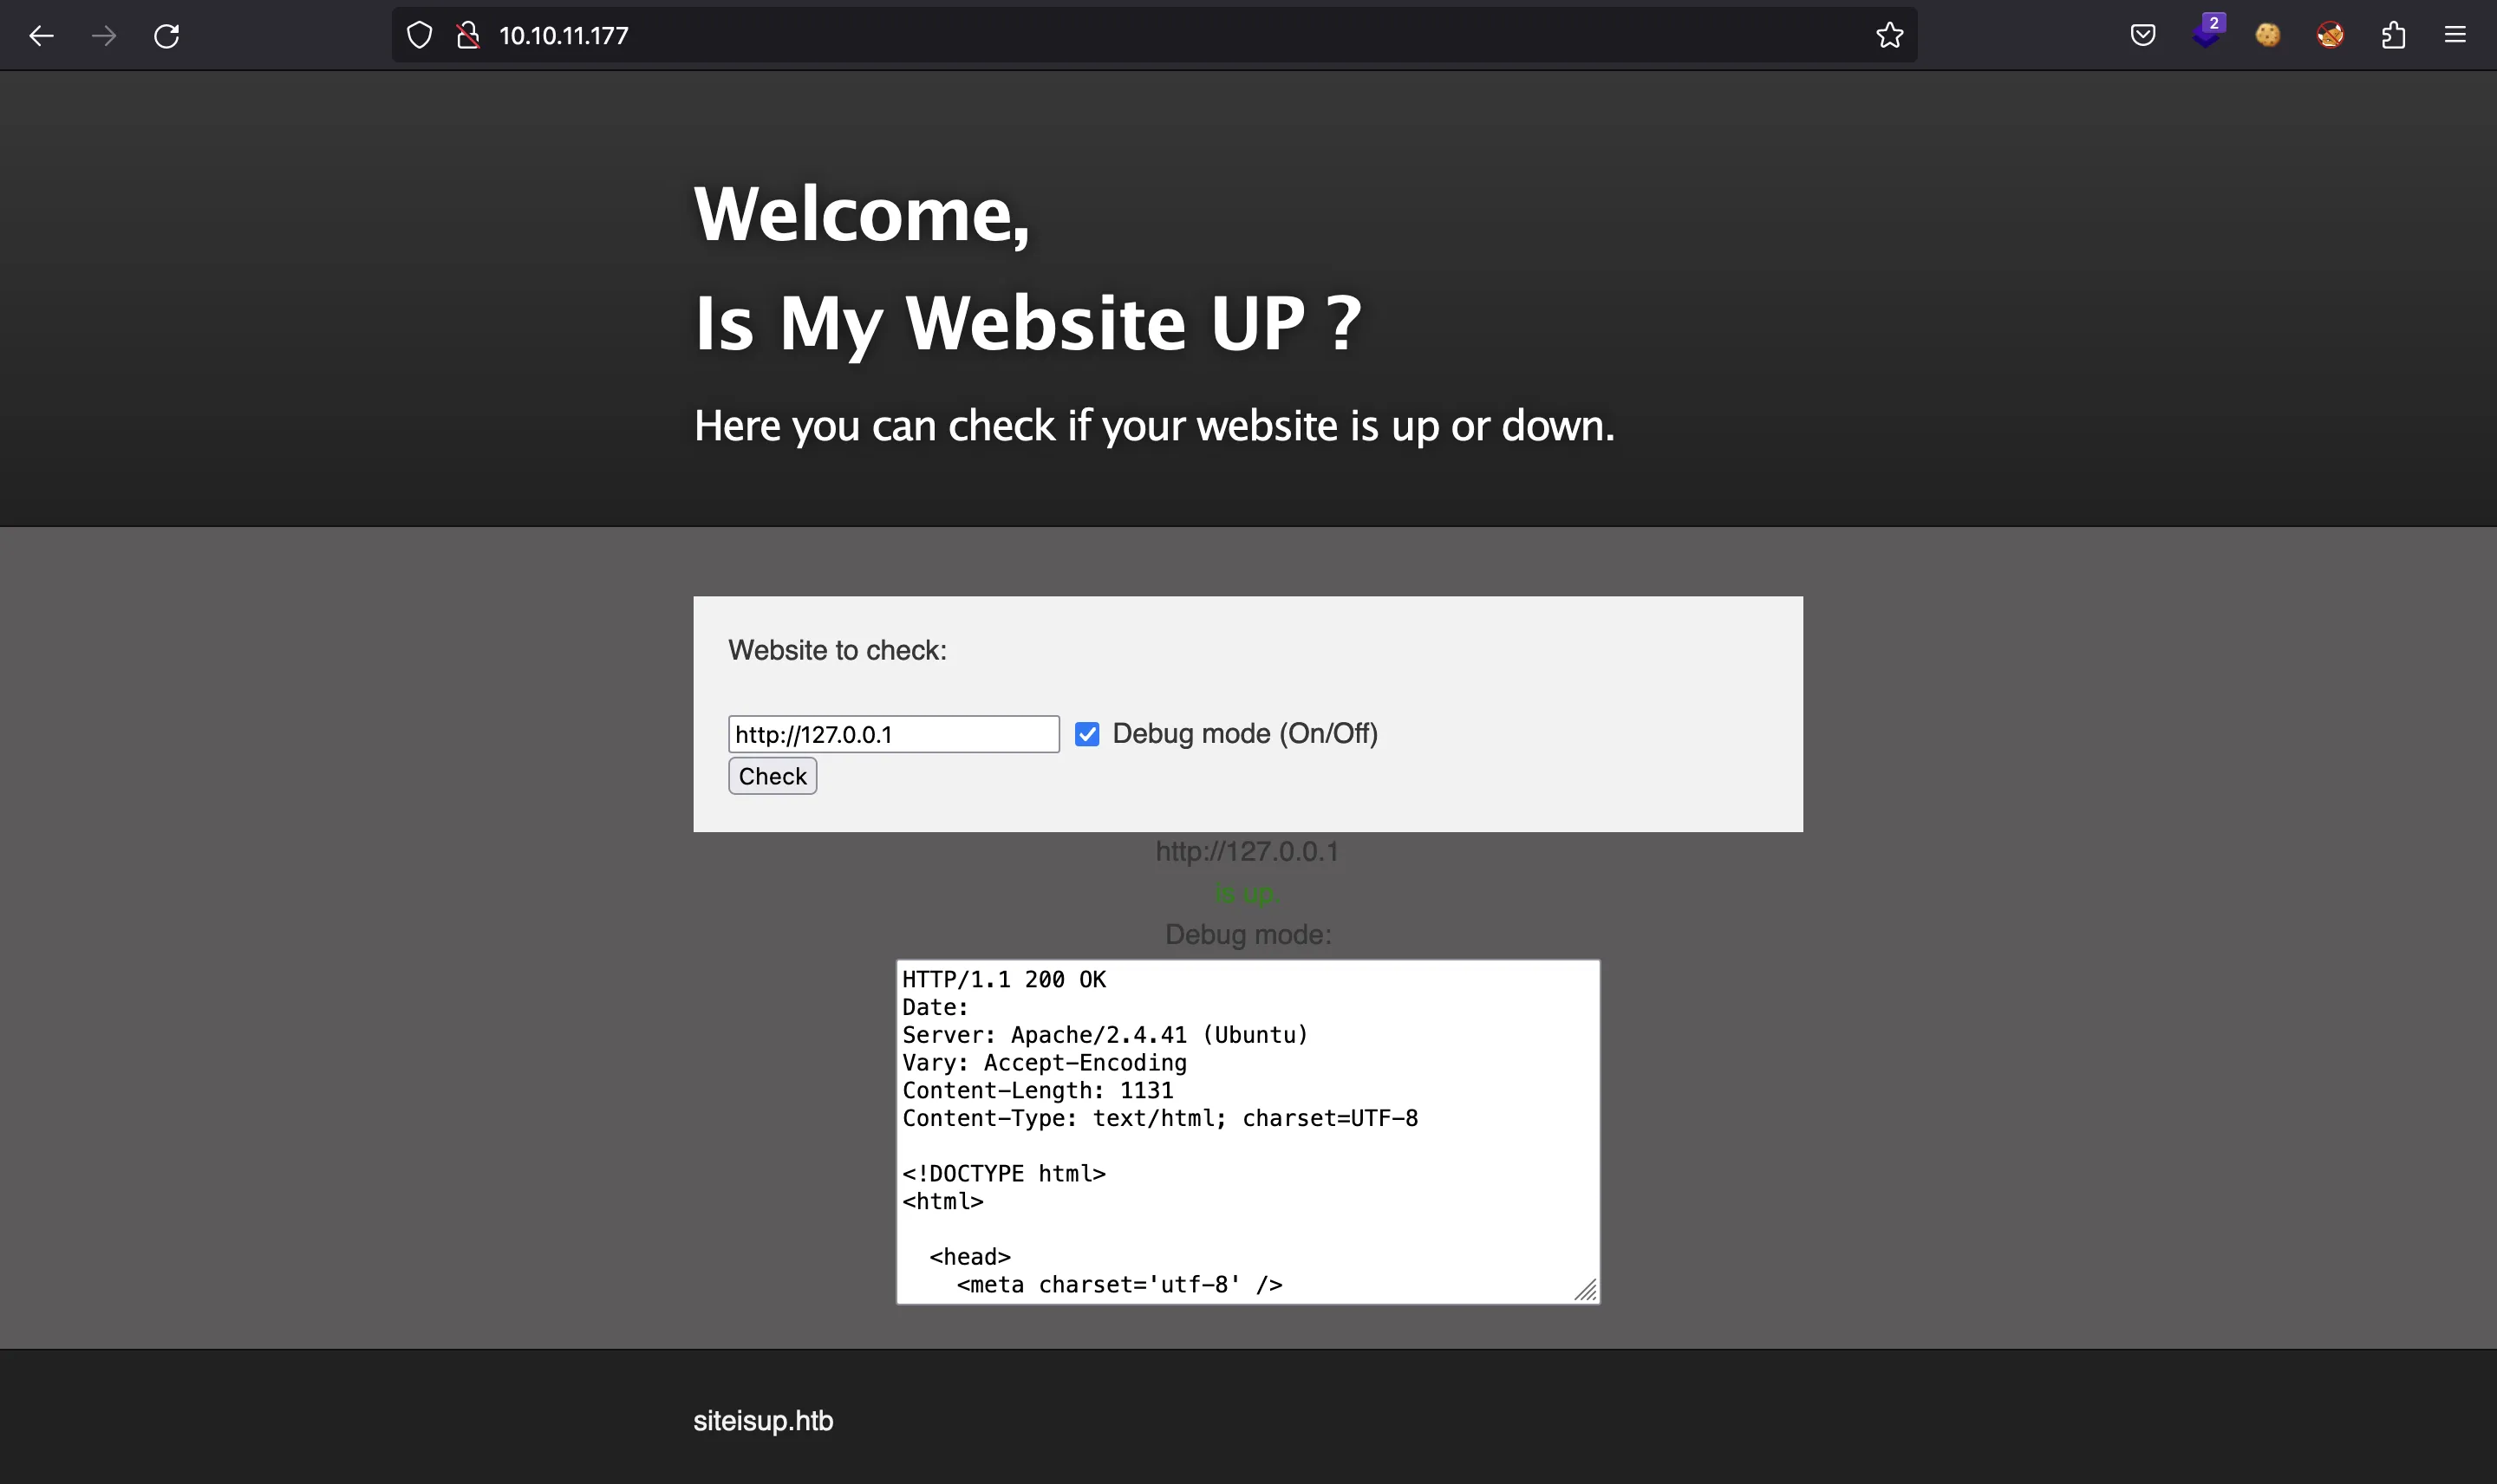 10.10.11.177
2
Welcome,
Is My Website UP ?
Here you can check if your website is up or down.
Website to check:
http://127.0.0.1 Debug mode (On/Off)
Check
http://127.0.0.1
is up.
Debug mode:
HTTP/1.1 200 OK
Date:
Server: Apache/2.4.41 (Ubuntu)
Vary: Accept-Encoding
Content-Length: 1131
Content-Type: text/html; charset=UTF-8
<!DOCTYPE html>
<html>
<head>
<meta charset='utf-8' />
siteisup.htb